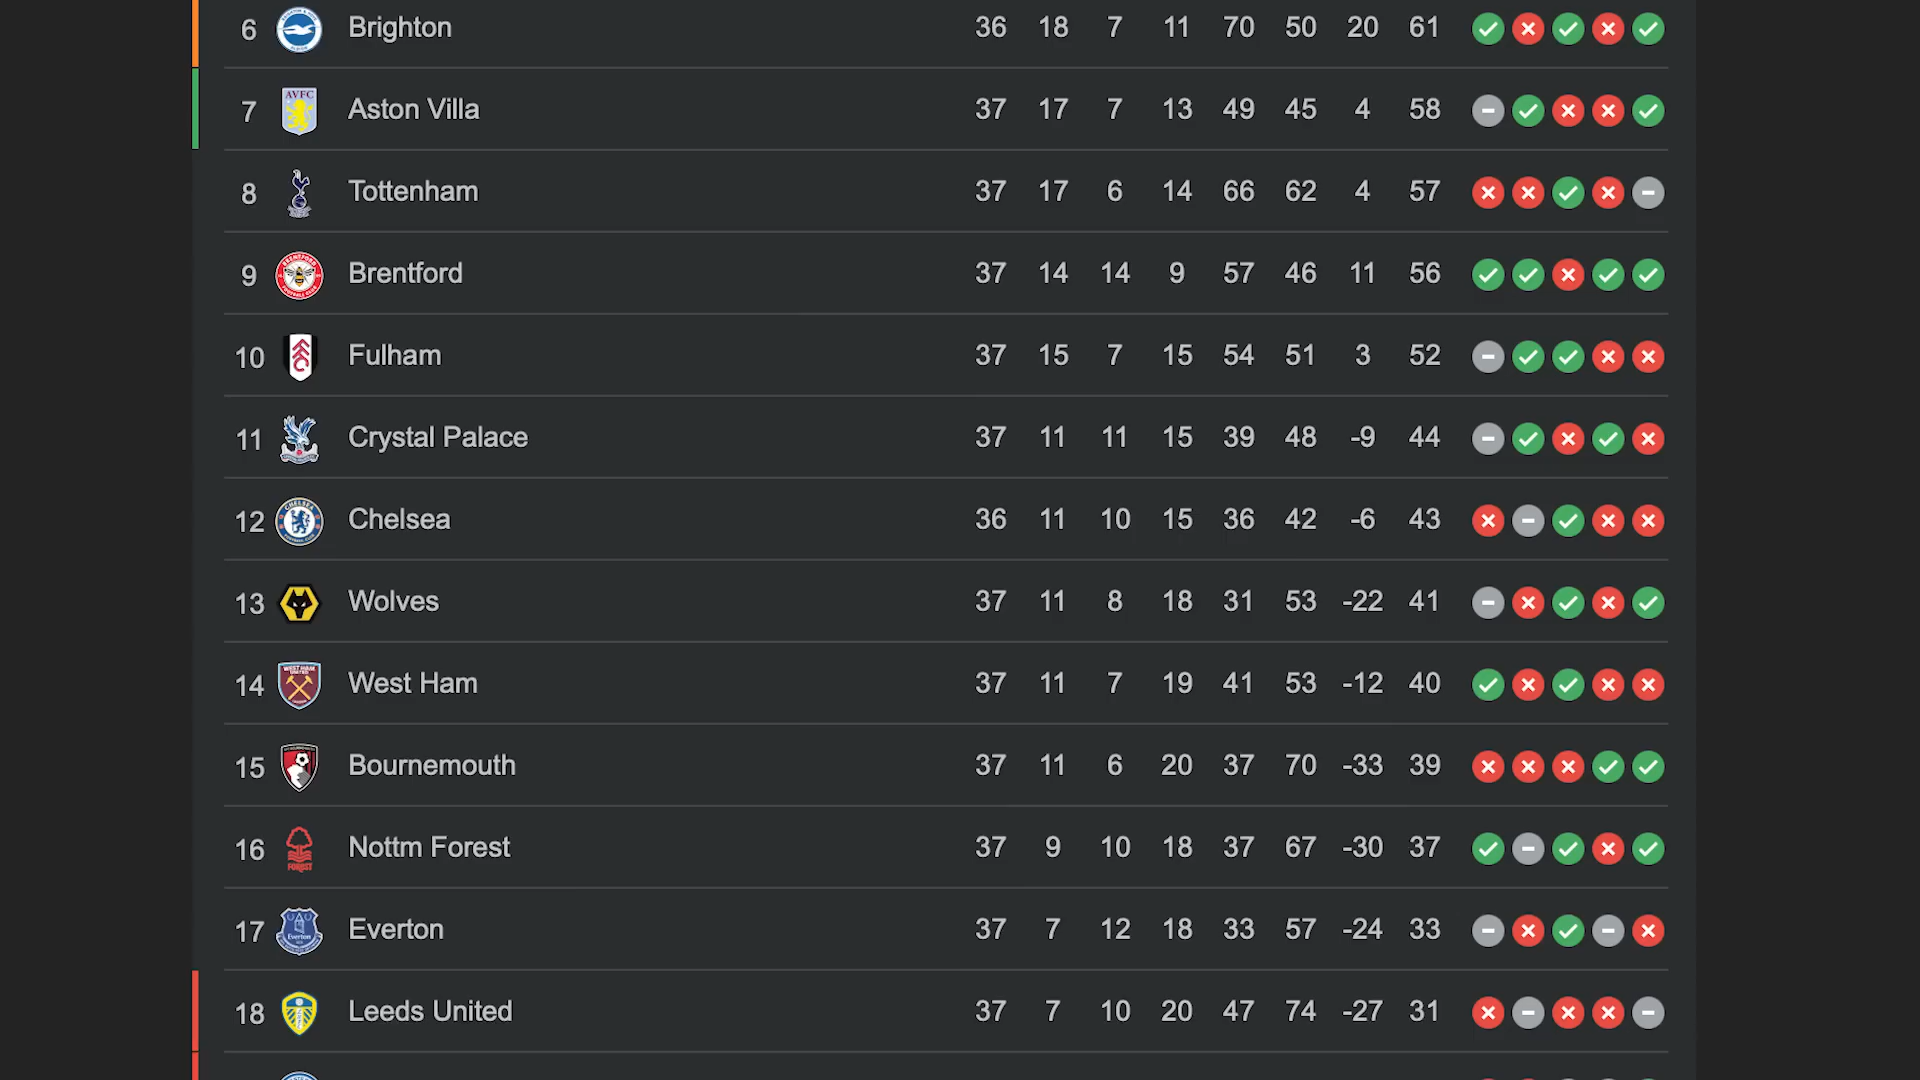 6 Brighton 36 18 7 11 70 50 20 61
7 AVFC Aston Villa 37 17 7 13 49 45 4 58
8 Tottenham 37 17 6 14 66 62 4 57
9 Brentford 37 14 14 9 57 46 11 56
10 Fulham 37 15 7 15 54 51 3 52
11 Crystal Palace 37 11 11 15 39 48 -9 44
12 Chelsea 36 11 10 15 36 42 -6 43
13 Wolves 37 11 8 18 31 53 -22 41
14 West Ham 37 11 7 19 41 53 -12 40
15 Bournemouth 37 11 6 20 37 70 -33 39
16 FOREST Nottm Forest 37 9 10 18 37 67 -30 37
17 Everton Everton 37 7 12 18 33 57 -24 33
18 Leeds United 37 7 10 20 47 74 -27 31